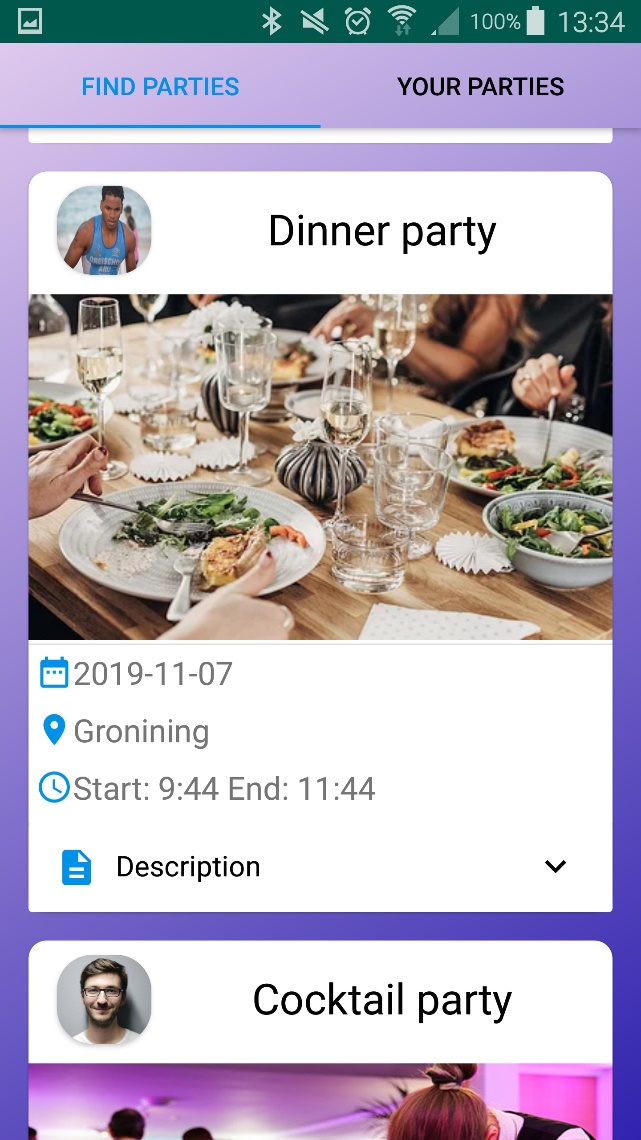 100% 13:34
FIND PARTIES YOUR PARTIES
Dinner party
2019-11-07
Gronining
Start: 9:44 End: 11:44
Description
Cocktail party